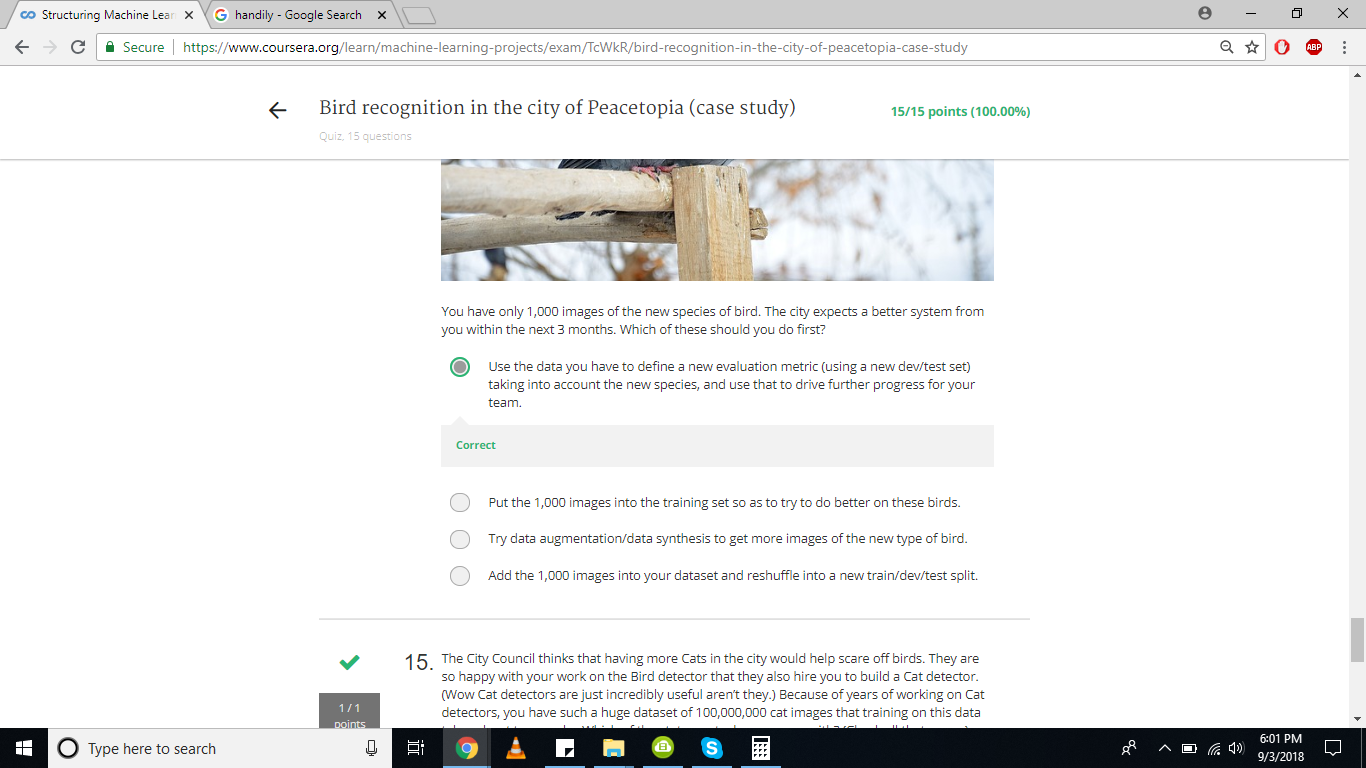 Structuring Machine Lear
handily - Google Search
Secure
https://www.coursera.org/learn/machine-learning-projects/exam/TcWkR/bird-recognition-in-the-city-of-peacetopia-case-study
ABP
Bird recognition in the city of Peacetopia (case study)
15/15 points (100.00%)
Quiz, 15 questions
You have only 1,000 images of the new species of bird. The city expects a better system from
you within the next 3 months. Which of these should you do first?
Use the data you have to define a new evaluation metric (using a new dev/test set)
taking into account the new species, and use that to drive further progress for your
team.
Correct
Put the 1,000 images into the training set so as to try to do better on these birds.
Try data augmentation/data synthesis to get more images of the new type of bird.
Add the 1,000 images into your dataset and reshuffle into a new train/dev/test split.
15.
The City Council thinks that having more Cats in the city would help scare off birds. They are
so happy with your work on the Bird detector that they also hire you to build a Cat detector.
(Wow Cat detectors are just incredibly useful aren't they.) Because of years of working on Cat
detectors, you have such a huge dataset of 100,000,000 cat images that training on this data
1 / 1
points
Type here to search
6:01 PM
9/3/2018